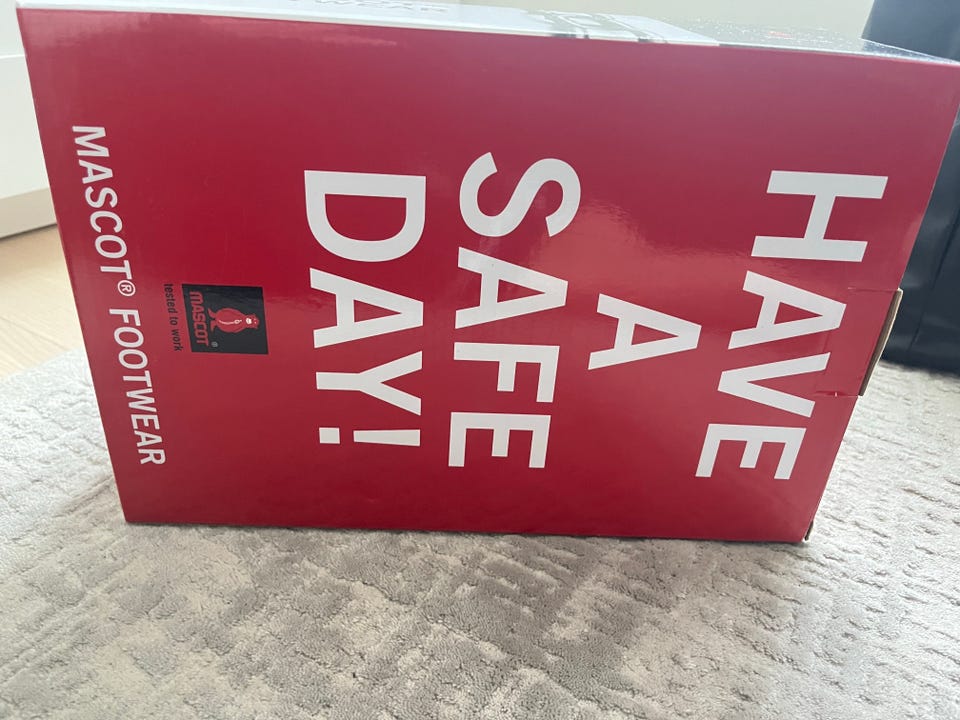 HAVE
A
SAFE
DAY!
MASCOT®
tested to work
MASCOT® FOOTWEAR